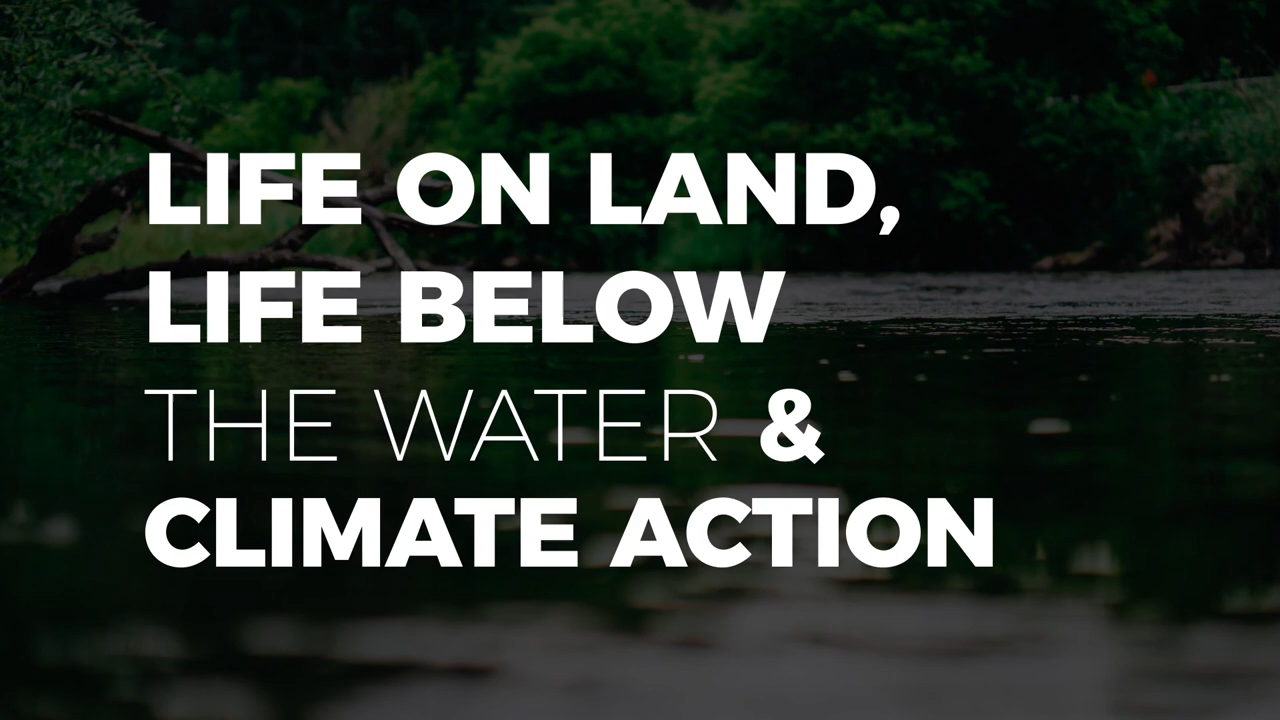 LIFE ON LAND,
LIFE BELOW
THE WATER &
CLIMATE ACTION